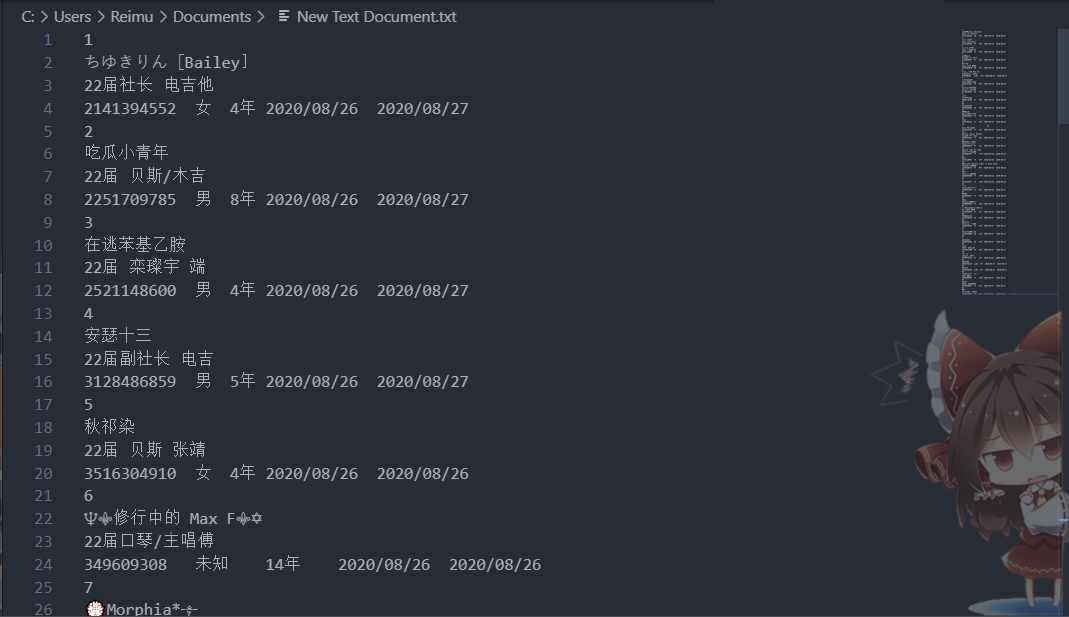 C: > Users > Reimu > Documents > New Text Document.txt
1 1
2 ちゆきりん［Bailey］
3 22届社长 电吉他
4 2141394552 女 4年 2020/08/26 2020/08/27
5 2
6 吃瓜小青年
7 22届 贝斯/木吉
8 2251709785 男 8年 2020/08/26 2020/08/27
9 3
10 在逃苯基乙胺
11 22届 栾璨宇 端
12 2521148600 男 4年 2020/08/26 2020/08/27
13 4
14 安瑟十三
15 22届副社长 电吉
16 3128486859 男 5年 2020/08/26 2020/08/27
17 5
18 秋祁染
19 22届 贝斯 张靖
20 3516304910 女 4年 2020/08/26 2020/08/26
21 6
22 修行中的 Max F✡
23 22届口琴/主唱傅
24 349609308 未知 14年 2020/08/26 2020/08/26
25 7
26 Morphia*